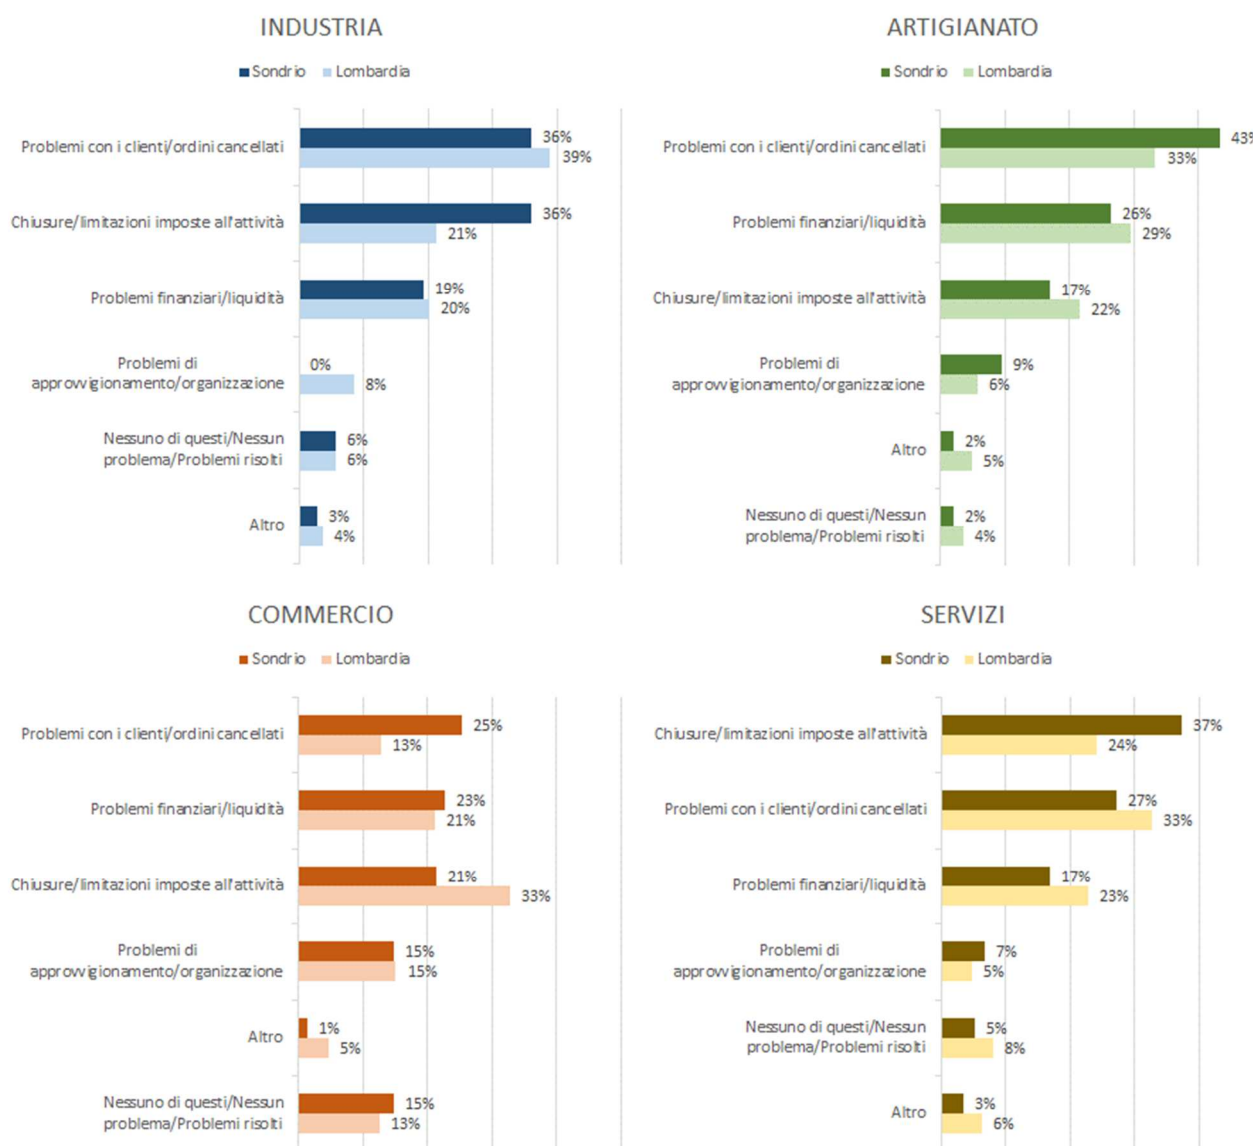 INDUSTRIA
Sondrio Lombardia
Problemi con i clienti/ordini cancellati
36%
39%
Chiusure/limitazioni imposte all'attività
36%
21%
Problemi finanziari/liquidità
19%
20%
Problemi di
approvvigionamento/organizzazione
0%
8%
Nessuno di questi/Nessun
problema/Problemi risolti
6%
6%
Altro
3%
4%
ARTIGIANATO
Sondrio Lombardia
Problemi con i clienti/ordini cancellati
43%
33%
Problemi finanziari/liquidità
26%
29%
Chiusure/limitazioni imposte all'attività
17%
22%
Problemi di
approvvigionamento/organizzazione
9%
6%
Altro
2%
5%
Nessuno di questi/Nessun
problema/Problemi risolti
2%
4%
COMMERCIO
Sondrio Lombardia
Problemi con i clienti/ordini cancellati
25%
13%
Problemi finanziari/liquidità
23%
21%
Chiusure/limitazioni imposte all'attività
21%
33%
Problemi di
approvvigionamento/organizzazione
15%
15%
Altro
1%
5%
Nessuno di questi/Nessun
problema/Problemi risolti
15%
13%
SERVIZI
Sondrio Lombardia
Chiusure/limitazioni imposte all'attività
37%
24%
Problemi con i clienti/ordini cancellati
27%
33%
Problemi finanziari/liquidità
17%
23%
Problemi di
approvvigionamento/organizzazione
7%
5%
Nessuno di questi/Nessun
problema/Problemi risolti
5%
8%
Altro
3%
6%